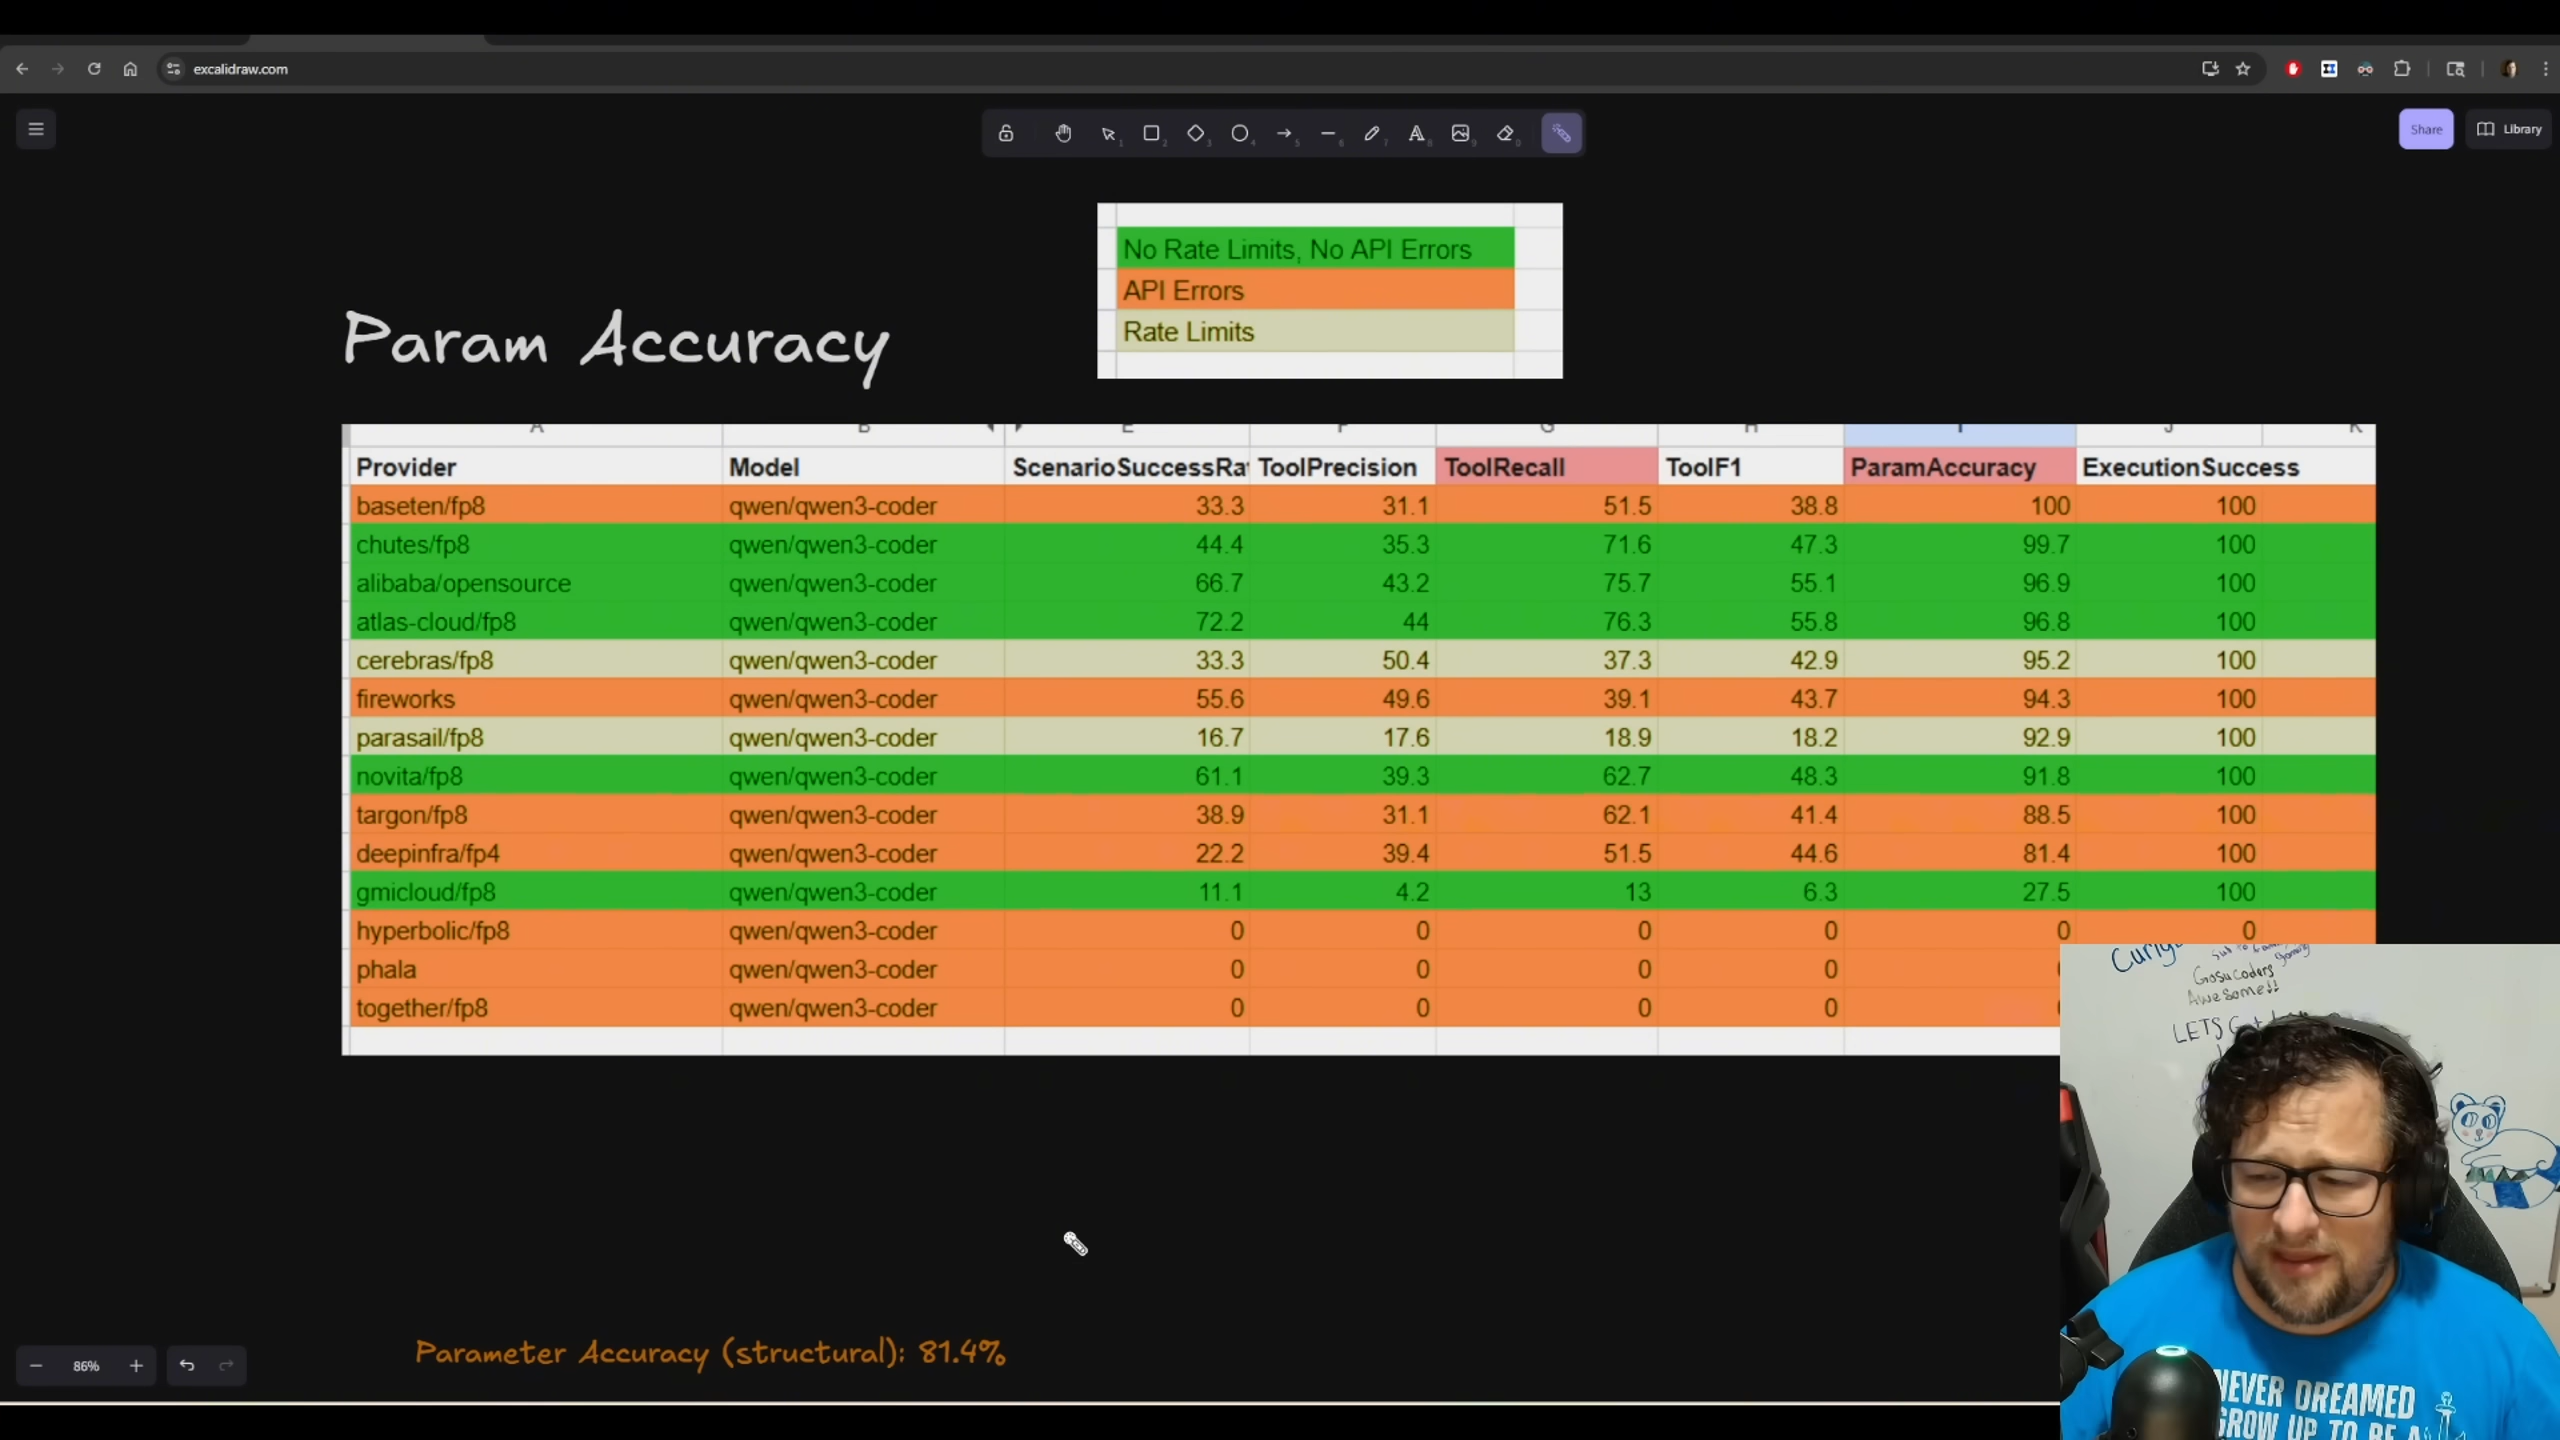 excalidraw.com
Share
Library
No Rate Limits, No API Errors
API Errors
Rate Limits
Param Accuracy
A B E F G H I J K
Provider Model ScenarioSuccessRa ToolPrecision ToolRecall ToolF1 ParamAccuracy ExecutionSuccess
baseten/fp8 qwen/qwen3-coder 33.3 31.1 51.5 38.8 100 100
chutes/fp8 qwen/qwen3-coder 44.4 35.3 71.6 47.3 99.7 100
alibaba/opensource qwen/qwen3-coder 66.7 43.2 75.7 55.1 96.9 100
atlas-cloud/fp8 qwen/qwen3-coder 72.2 44 76.3 55.8 96.8 100
cerebras/fp8 qwen/qwen3-coder 33.3 50.4 37.3 42.9 95.2 100
fireworks qwen/qwen3-coder 55.6 49.6 39.1 43.7 94.3 100
parasail/fp8 qwen/qwen3-coder 16.7 17.6 18.9 18.2 92.9 100
novita/fp8 qwen/qwen3-coder 61.1 39.3 62.7 48.3 91.8 100
targon/fp8 qwen/qwen3-coder 38.9 31.1 62.1 41.4 88.5 100
deepinfra/fp4 qwen/qwen3-coder 22.2 39.4 51.5 44.6 81.4 100
gmicloud/fp8 qwen/qwen3-coder 11.1 4.2 13 6.3 27.5 100
hyperbolic/fp8 qwen/qwen3-coder 0 0 0 0 0 0
phala qwen/qwen3-coder 0 0 0 0
together/fp8 qwen/qwen3-coder 0 0 0 0
Gosucoders
Awesome!!
LETS
Parameter Accuracy (structural): 81.4%
86%
NEVER DREAMED
GROW UP TO BE A